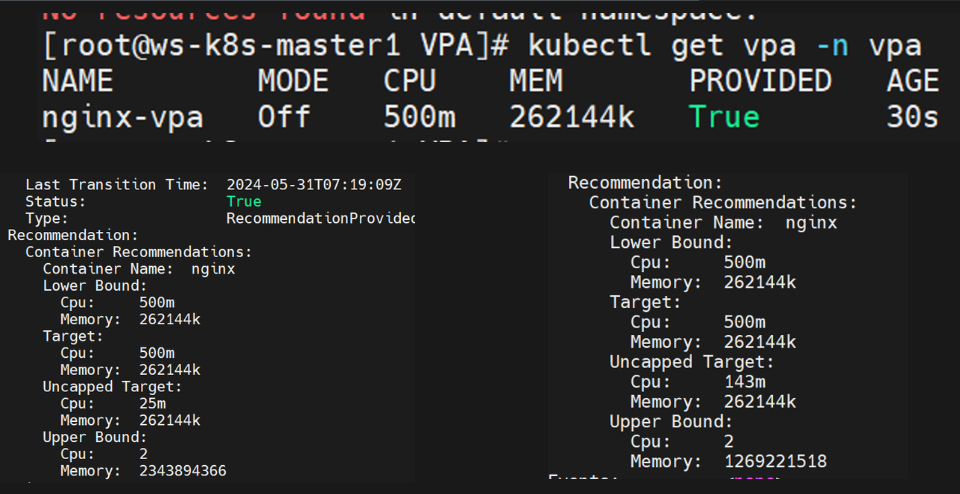 No resources found in default namespace.
[root@ws-k8s-master1 VPA]# kubectl get vpa -n vpa
NAME MODE CPU MEM PROVIDED AGE
nginx-vpa Off 500m 262144k True 30s
Last Transition Time: 2024-05-31T07:19:09Z
Status: True
Type: RecommendationProvided
Recommendation:
Container Recommendations:
Container Name: nginx
Lower Bound:
Cpu: 500m
Memory: 262144k
Target:
Cpu: 500m
Memory: 262144k
Uncapped Target:
Cpu: 25m
Memory: 262144k
Upper Bound:
Cpu: 2
Memory: 2343894366
Recommendation:
Container Recommendations:
Container Name: nginx
Lower Bound:
Cpu: 500m
Memory: 262144k
Target:
Cpu: 500m
Memory: 262144k
Uncapped Target:
Cpu: 143m
Memory: 262144k
Upper Bound:
Cpu: 2
Memory: 1269221518
Events: <none>